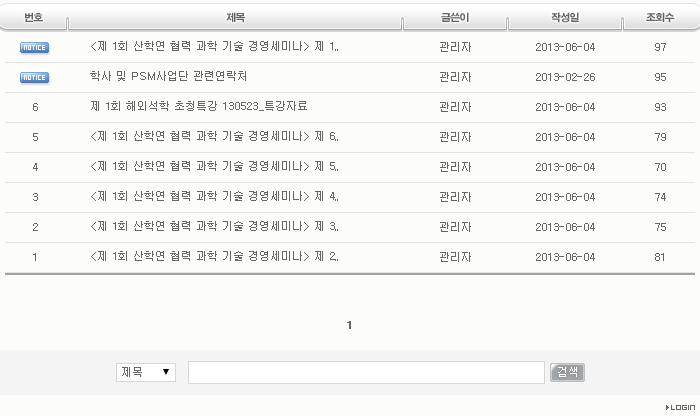 번호 제목 글쓴이 작성일 조회수
NOTICE <제 1회 산학연 협력 과학 기술 경영세미나> 제 1.. 관리자 2013-06-04 97
NOTICE 학사 및 PSM사업단 관련연락처 관리자 2013-02-26 95
6 제 1회 해외석학 초청특강 130523_특강자료 관리자 2013-06-04 93
5 <제 1회 산학연 협력 과학 기술 경영세미나> 제 6.. 관리자 2013-06-04 79
4 <제 1회 산학연 협력 과학 기술 경영세미나> 제 5.. 관리자 2013-06-04 70
3 <제 1회 산학연 협력 과학 기술 경영세미나> 제 4.. 관리자 2013-06-04 74
2 <제 1회 산학연 협력 과학 기술 경영세미나> 제 3.. 관리자 2013-06-04 75
1 <제 1회 산학연 협력 과학 기술 경영세미나> 제 2.. 관리자 2013-06-04 81
1
제목 검색
LOGIN